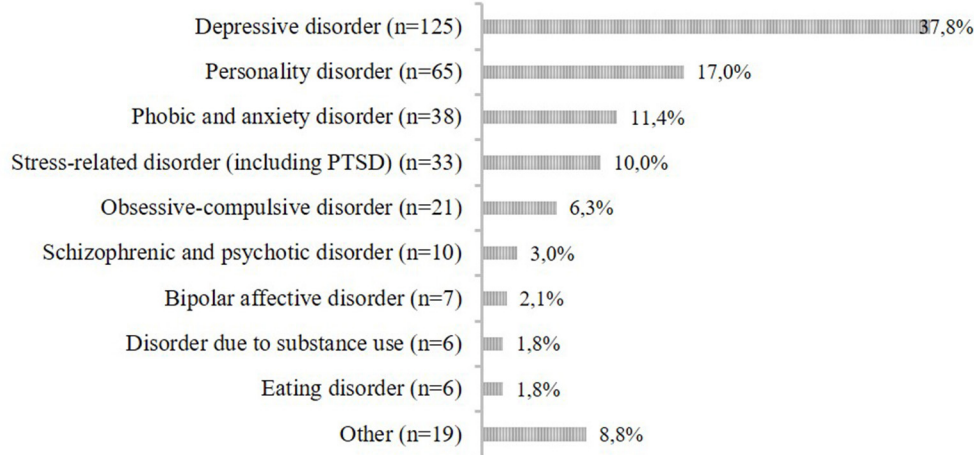 Depressive disorder (n=125) 37,8%
Personality disorder (n=65) 17,0%
Phobic and anxiety disorder (n=38) 11,4%
Stress-related disorder (including PTSD) (n=33) 10,0%
Obsessive-compulsive disorder (n=21) 6,3%
Schizophrenic and psychotic disorder (n=10) 3,0%
Bipolar affective disorder (n=7) 2,1%
Disorder due to substance use (n=6) 1,8%
Eating disorder (n=6) 1,8%
Other (n=19) 8,8%